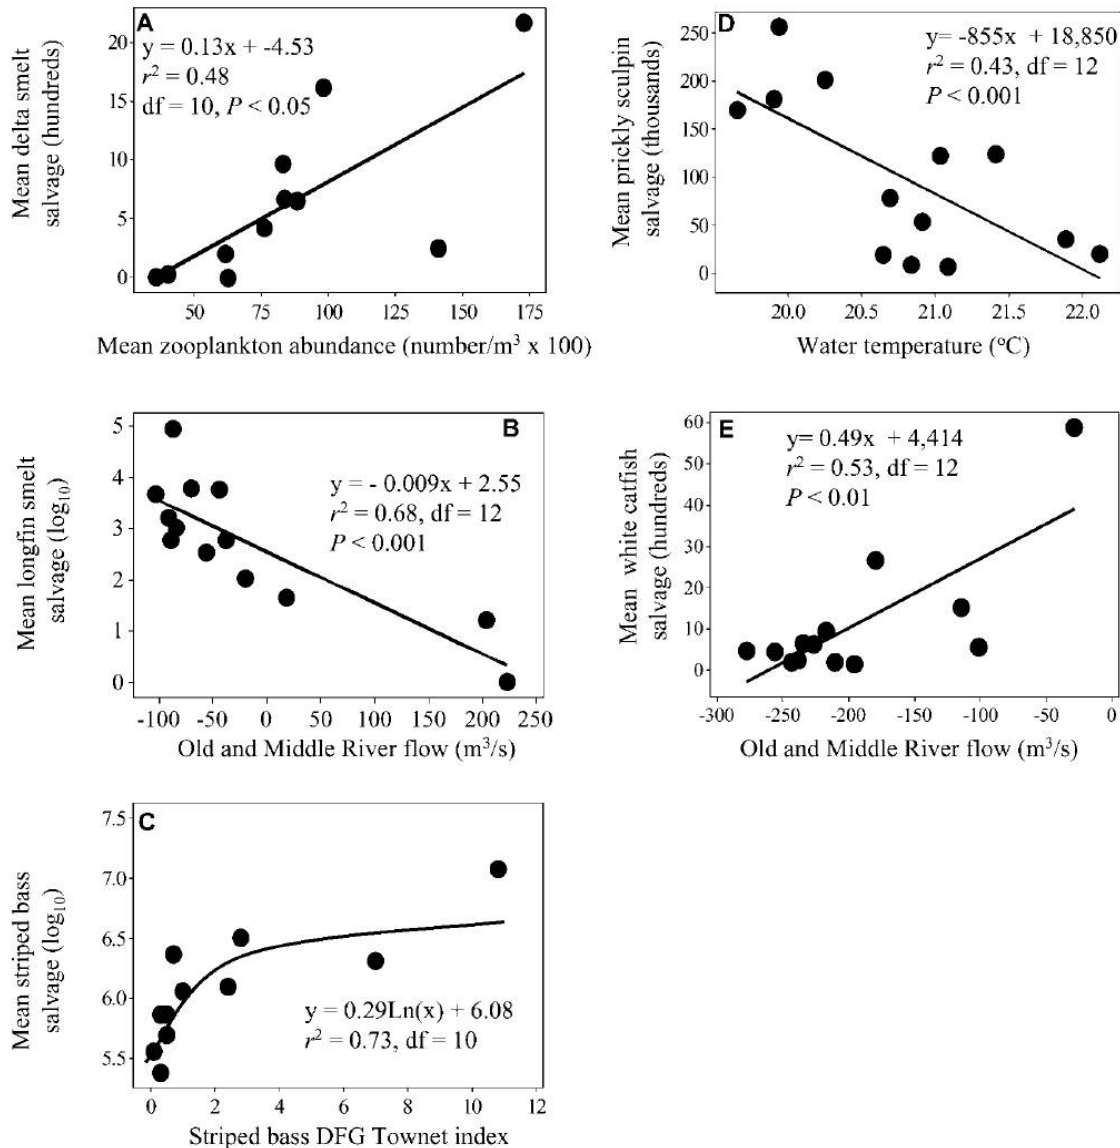 A
y = 0.13x + -4.53
r² = 0.48
df = 10, P < 0.05
Mean delta smelt
salvage (hundreds)
20
15
10
5
0
50 75 100 125 150 175
Mean zooplankton abundance (number/m³ x 100)
D
y= -855x + 18,850
r² = 0.43, df = 12
P < 0.001
Mean prickly sculpin
salvage (thousands)
250
200
150
100
50
0
20.0 20.5 21.0 21.5 22.0
Water temperature (°C)
B
y = - 0.009x + 2.55
r² = 0.68, df = 12
P < 0.001
Mean longfin smelt
salvage (log₁₀)
5
4
3
2
1
0
-100 -50 0 50 100 150 200 250
Old and Middle River flow (m³/s)
E
y= 0.49x + 4,414
r² = 0.53, df = 12
P < 0.01
Mean white catfish
salvage (hundreds)
60
50
40
30
20
10
0
-300 -250 -200 -150 -100 -50 0
Old and Middle River flow (m³/s)
C
y = 0.29Ln(x) + 6.08
r² = 0.73, df = 10
Mean striped bass
salvage (log₁₀)
7.5
7.0
6.5
6.0
5.5
0 2 4 6 8 10 12
Striped bass DFG Townet index